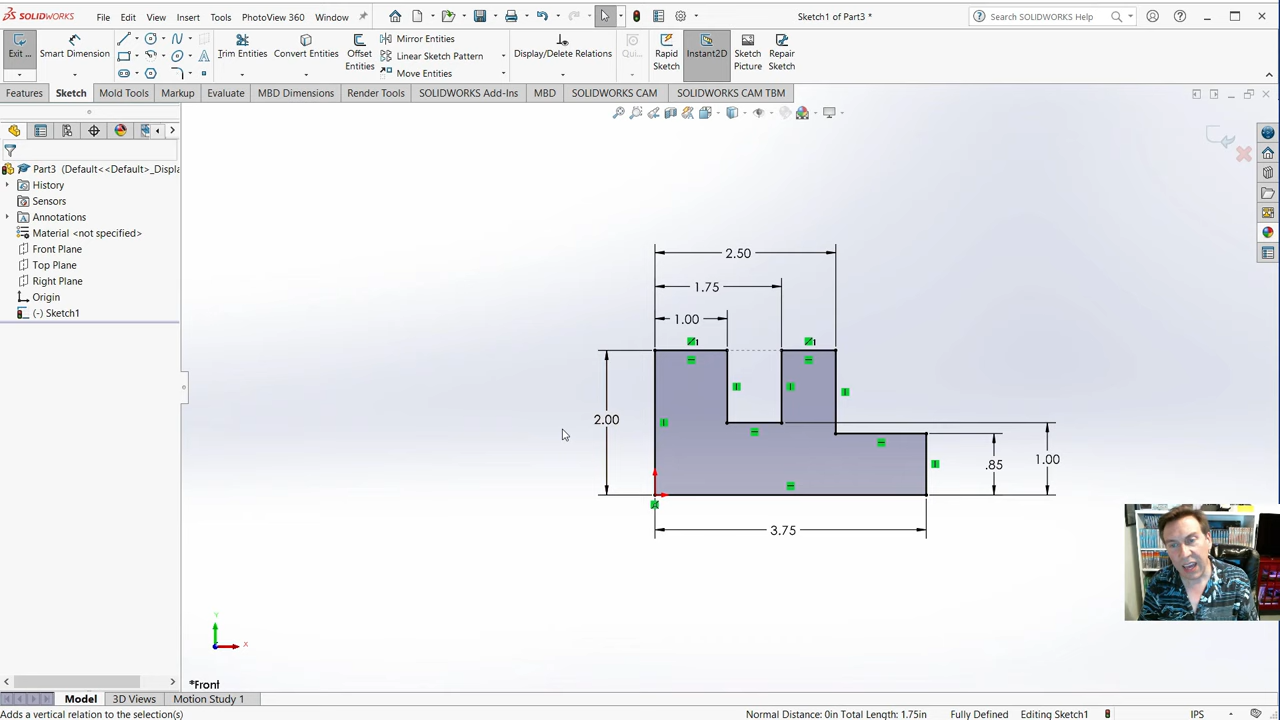 SOLIDWORKS File Edit View Insert Tools PhotoView 360 Window Sketch1 of Part3 * Search SOLIDWORKS Help
Exit ... Smart Dimension Trim Entities Convert Entities Offset Entities Mirror Entities Linear Sketch Pattern Move Entities Display/Delete Relations Qui... Rapid Sketch Instant2D Sketch Picture Repair Sketch
Features Sketch Mold Tools Markup Evaluate MBD Dimensions Render Tools SOLIDWORKS Add-Ins MBD SOLIDWORKS CAM SOLIDWORKS CAM TBM
Part3 (Default<<Default>_Displa
History
Sensors
Annotations
Material <not specified>
Front Plane
Top Plane
Right Plane
Origin
(-) Sketch1
2.50
1.75
1.00
1 1
2.00
.85 1.00
3.75
Y
X
*Front
Model 3D Views Motion Study 1
Adds a vertical relation to the selection(s) Normal Distance: 0in Total Length: 1.75in Fully Defined Editing Sketch1 IPS